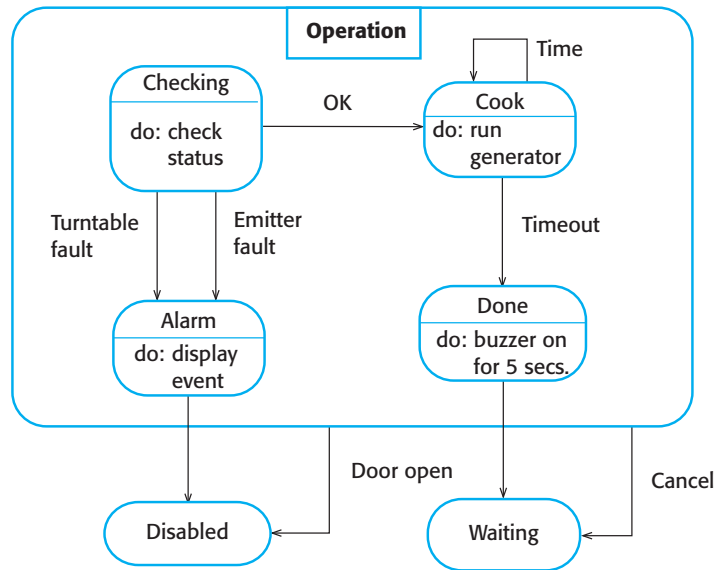 Operation
Time
Checking
do: check
status
OK
Cook
do: run
generator
Turntable
fault
Emitter
fault
Timeout
Alarm
do: display
event
Done
do: buzzer on
for 5 secs.
Door open
Cancel
Disabled
Waiting